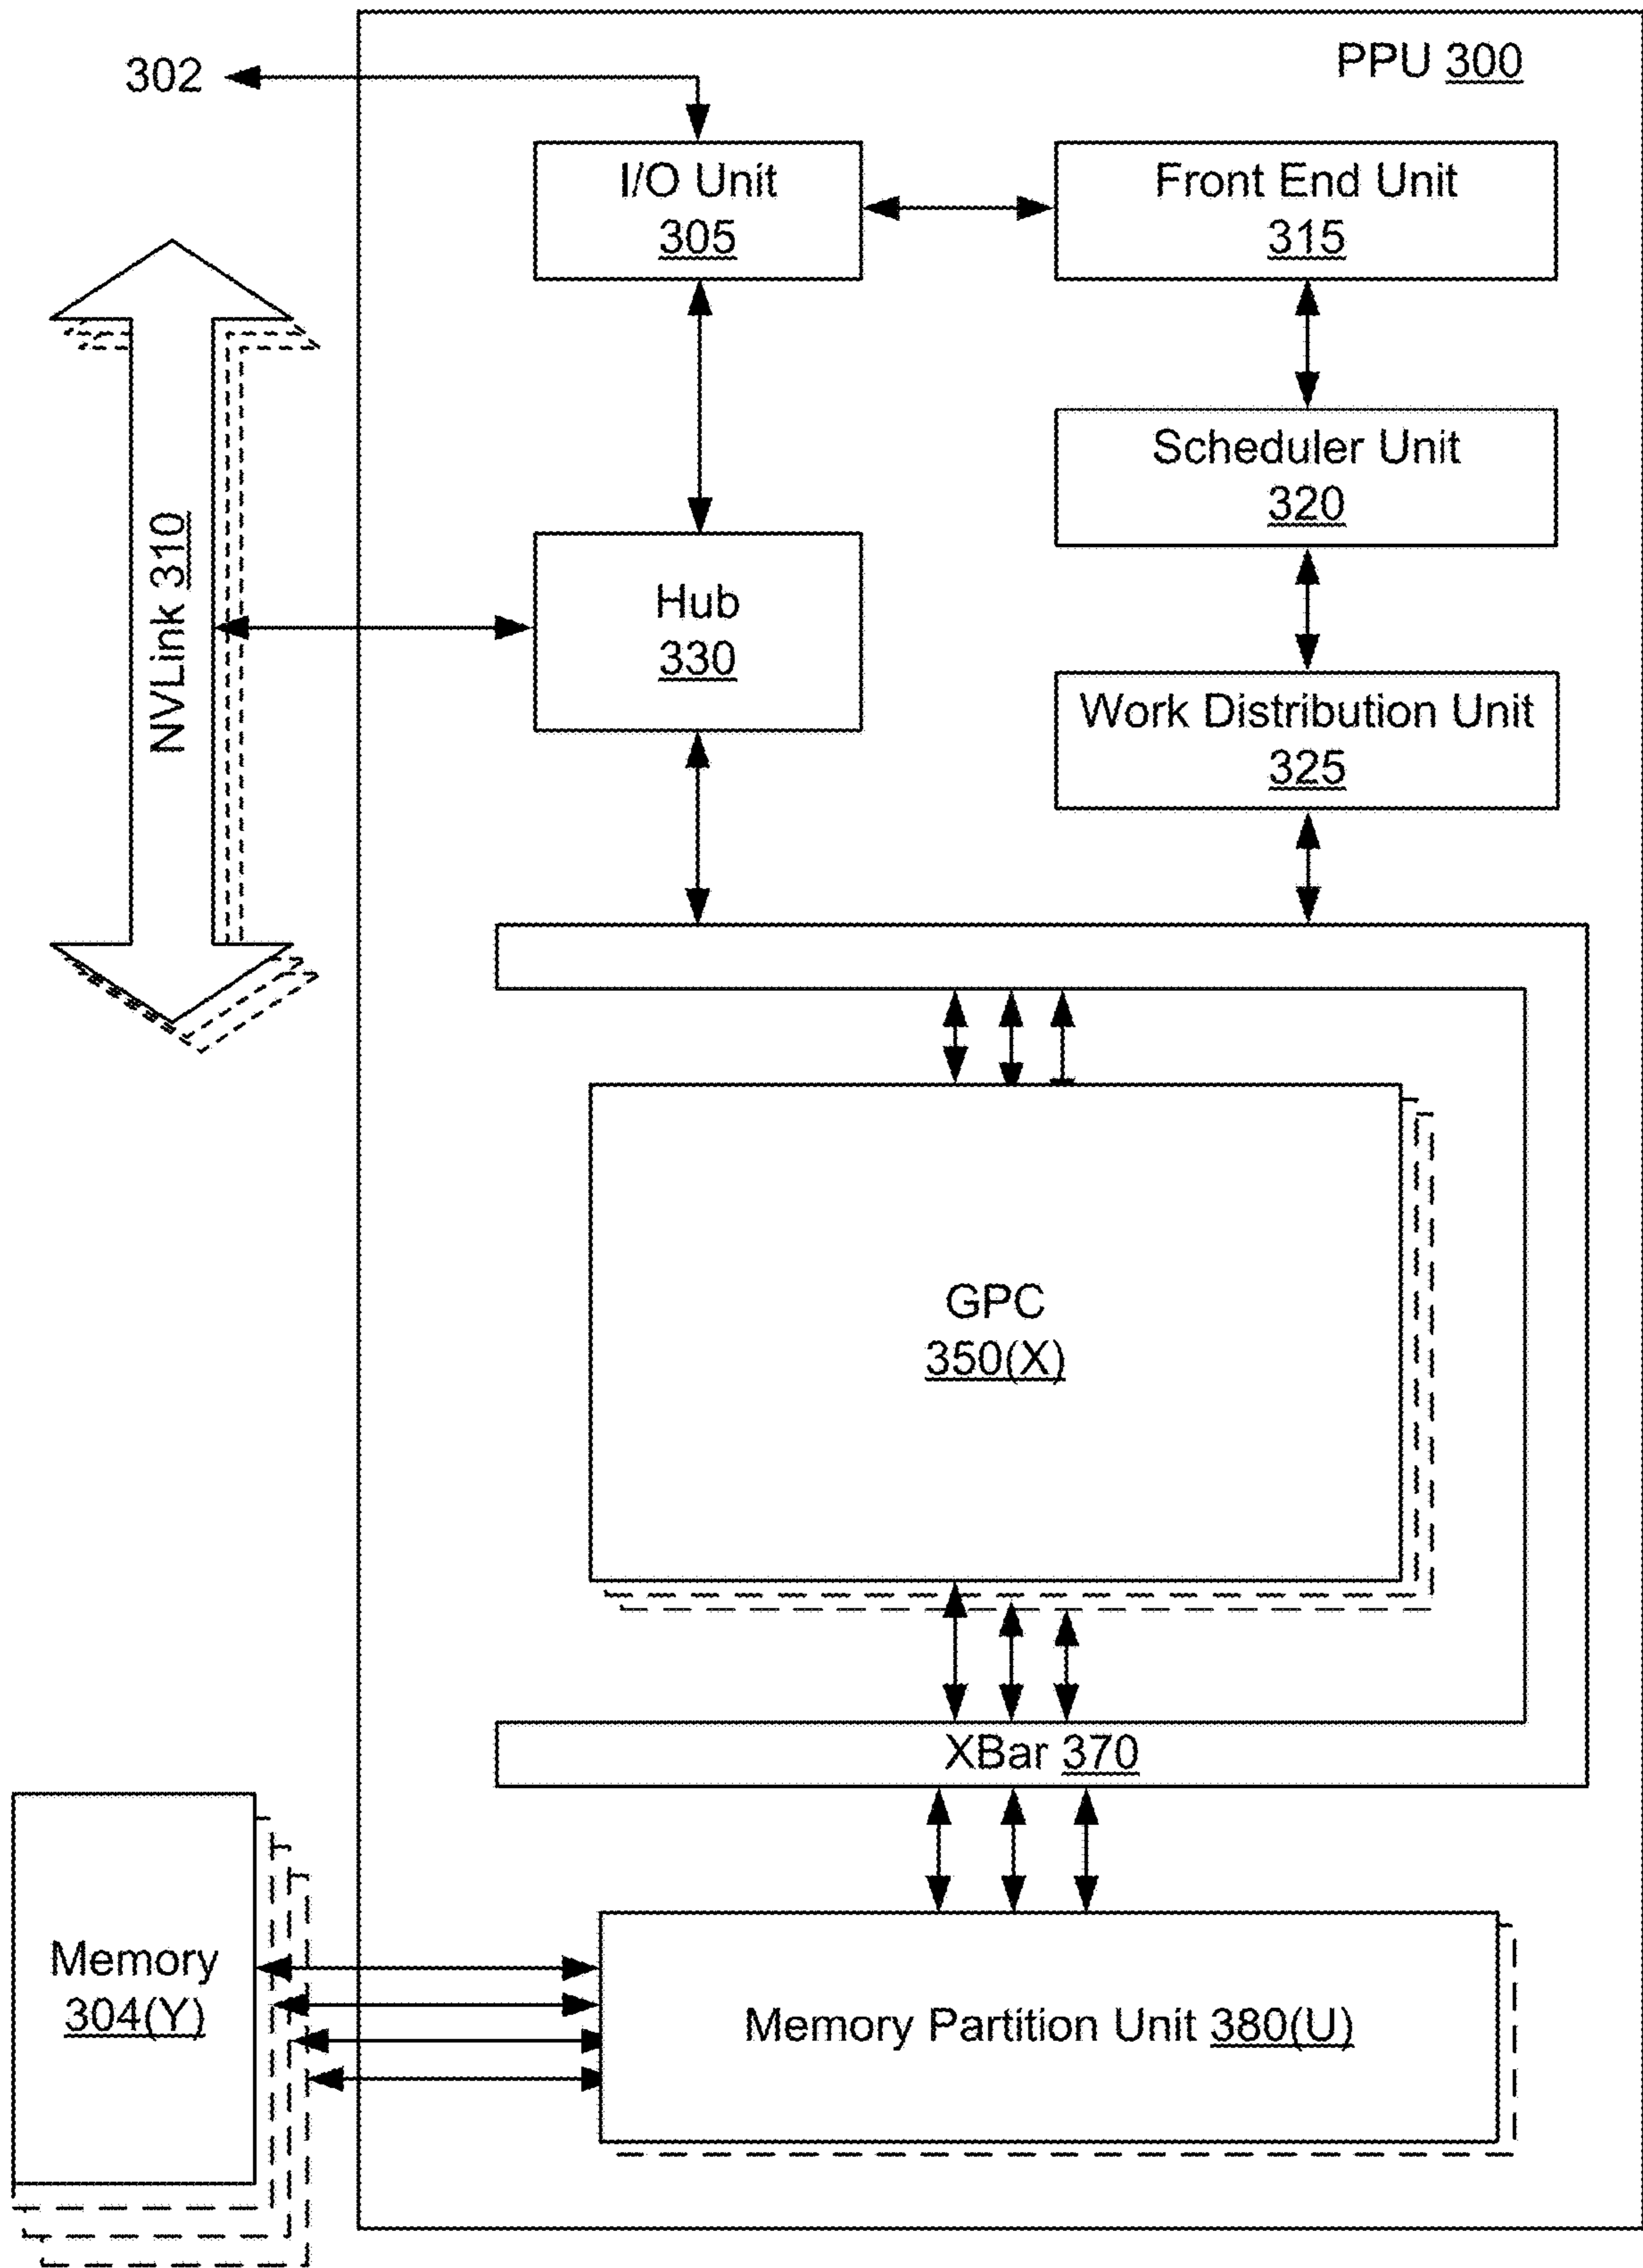 PPU 300
302
I/O Unit
305
Front End Unit
315
Scheduler Unit
320
NVLink 310
Hub
330
Work Distribution Unit
325
GPC
350(X)
XBar 370
Memory
304(Y)
Memory Partition Unit 380(U)